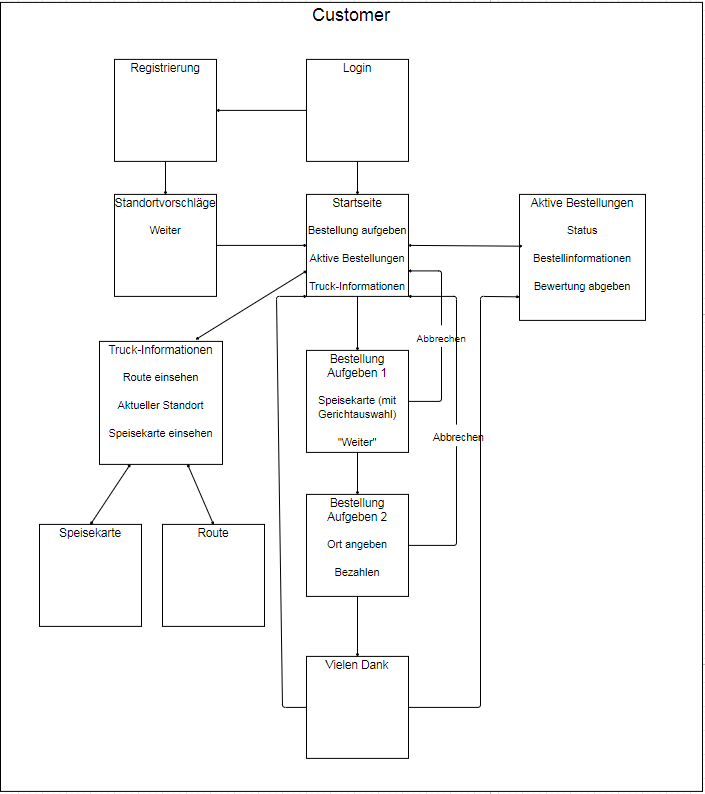 Customer
Registrierung
Login
Standortvorschläge
Weiter
Startseite
Bestellung aufgeben
Aktive Bestellungen
Truck-Informationen
Aktive Bestellungen
Status
Bestellinformationen
Bewertung abgeben
Abbrechen
Truck-Informationen
Route einsehen
Aktueller Standort
Speisekarte einsehen
Bestellung
Aufgeben 1
Speisekarte (mit
Gerichtauswahl)
"Weiter"
Abbrechen
Bestellung
Aufgeben 2
Ort angeben
Bezahlen
Speisekarte
Route
Vielen Dank